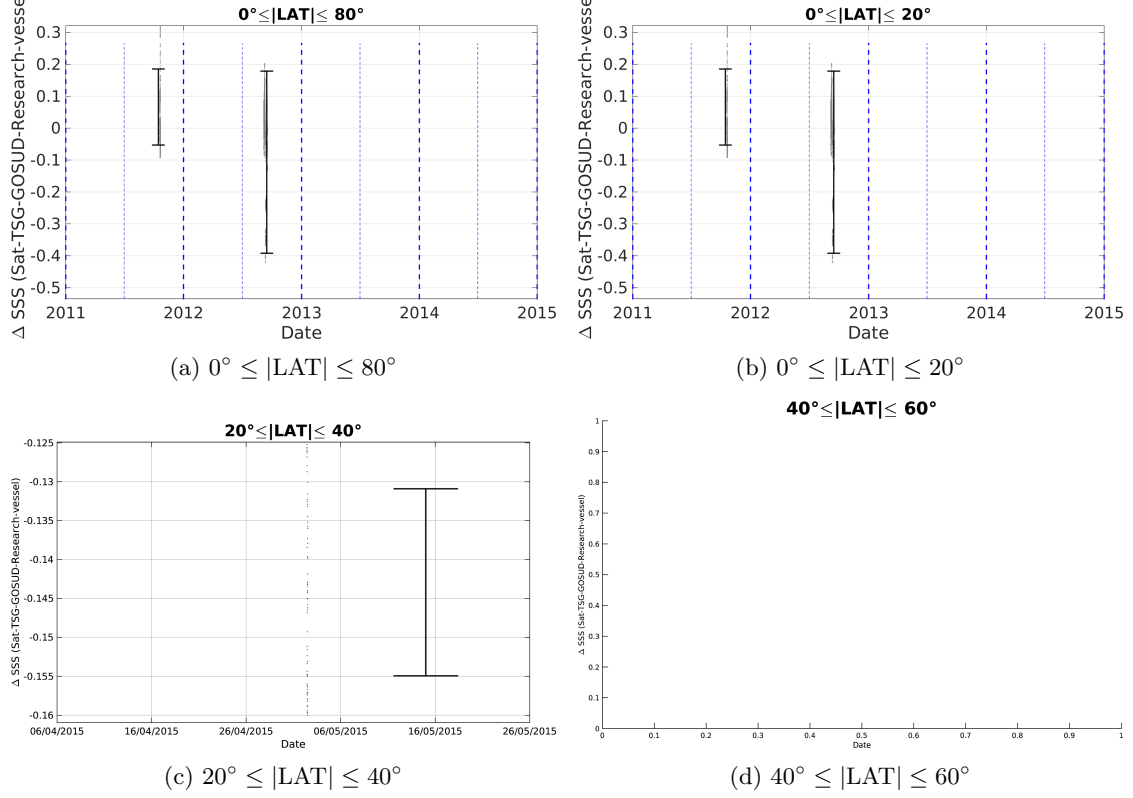 0°≤|LAT|≤ 80°
Δ SSS (Sat-TSG-GOSUD-Research-vesse
0.3
0.2
0.1
0
-0.1
-0.2
-0.3
-0.4
-0.5
2011 2012 2013 2014 2015
Date
(a) 0° ≤ |LAT| ≤ 80°
0°≤|LAT|≤ 20°
Δ SSS (Sat-TSG-GOSUD-Research-vesse
0.3
0.2
0.1
0
-0.1
-0.2
-0.3
-0.4
-0.5
2011 2012 2013 2014 2015
Date
(b) 0° ≤ |LAT| ≤ 20°
20°≤|LAT|≤ 40°
Δ SSS (Sat-TSG-GOSUD-Research-vessel)
-0.125
-0.13
-0.135
-0.14
-0.145
-0.15
-0.155
-0.16
06/04/2015 16/04/2015 26/04/2015 06/05/2015 16/05/2015 26/05/2015
Date
(c) 20° ≤ |LAT| ≤ 40°
40°≤|LAT|≤ 60°
Δ SSS (Sat-TSG-GOSUD-Research-vessel)
1
0.9
0.8
0.7
0.6
0.5
0.4
0.3
0.2
0.1
0
0 0.1 0.2 0.3 0.4 0.5 0.6 0.7 0.8 0.9 1
Date
(d) 40° ≤ |LAT| ≤ 60°